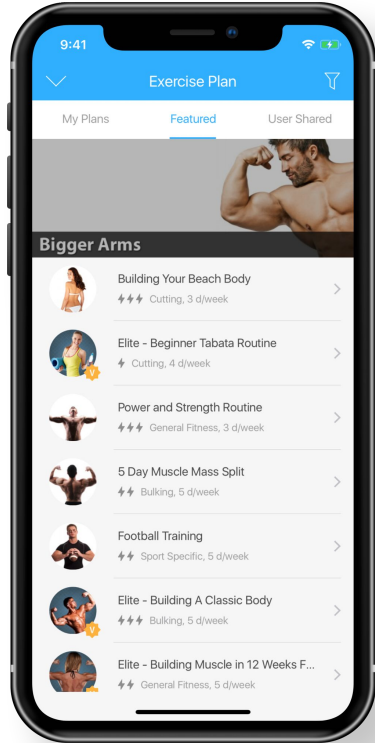 9:41
Exercise Plan
My Plans Featured User Shared
Bigger Arms
Building Your Beach Body
Cutting, 3 d/week
Elite - Beginner Tabata Routine
Cutting, 4 d/week
Power and Strength Routine
General Fitness, 3 d/week
5 Day Muscle Mass Split
Bulking, 5 d/week
Football Training
Sport Specific, 5 d/week
Elite - Building A Classic Body
Bulking, 5 d/week
Elite - Building Muscle in 12 Weeks F...
General Fitness, 5 d/week